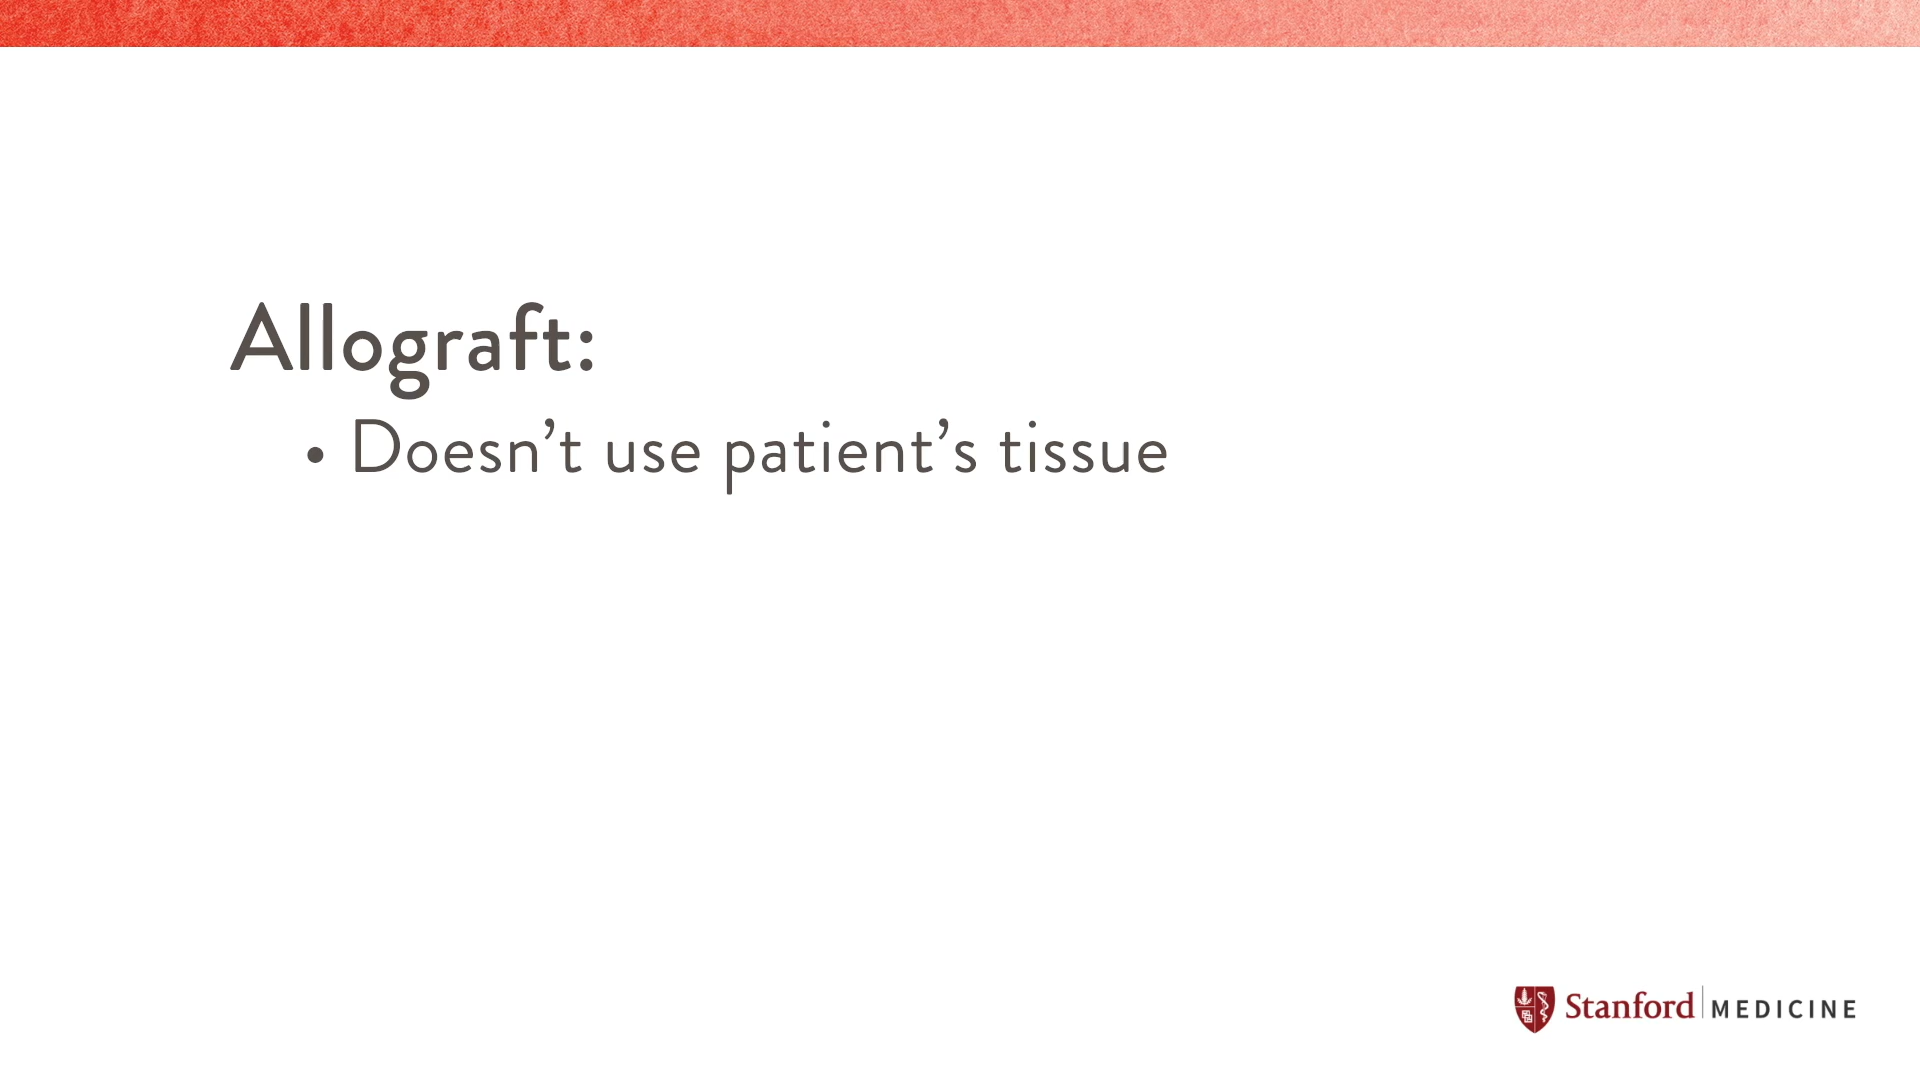 Allograft:
• Doesn’t use patient’s tissue
Stanford | MEDICINE